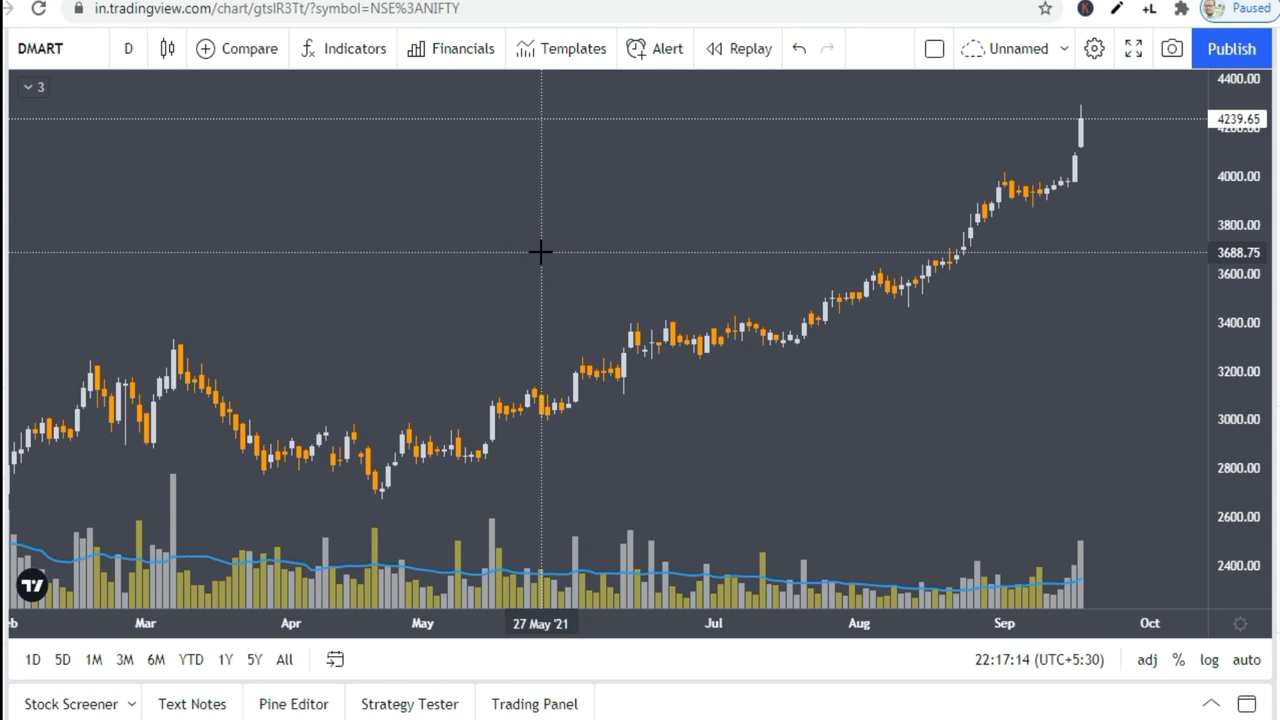 in.tradingview.com/chart/gtslR3Tt/?symbol=NSE%3ANIFTY
K
+L
Paused
DMART
D
Compare
Indicators
Financials
Templates
Alert
Replay
Unnamed
Publish
3
4400.00
4239.65
4200.00
4000.00
3800.00
3688.75
3600.00
3400.00
3200.00
3000.00
2800.00
2600.00
2400.00
Mar
Apr
May
27 May '21
Jul
Aug
Sep
Oct
1D 5D 1M 3M 6M YTD 1Y 5Y All
22:17:14 (UTC+5:30)
adj % log auto
Stock Screener
Text Notes
Pine Editor
Strategy Tester
Trading Panel